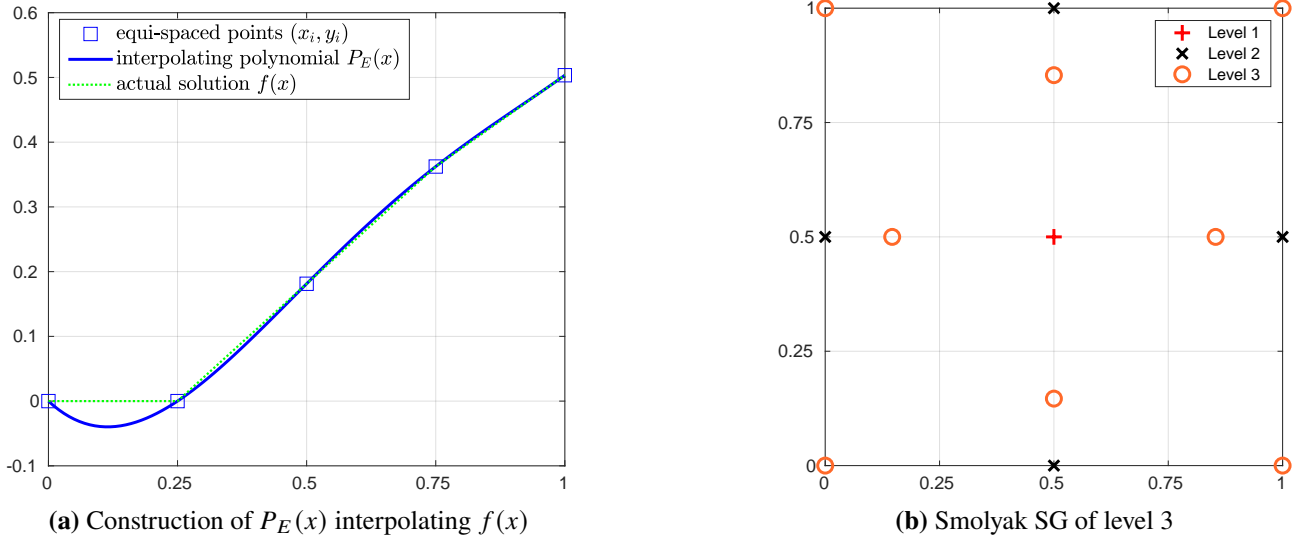 equi-spaced points (x_i, y_i)
interpolating polynomial P_E(x)
actual solution f(x)
0.6
0.5
0.4
0.3
0.2
0.1
0
-0.1
0 0.25 0.5 0.75 1
(a) Construction of P_E(x) interpolating f(x)
Level 1
Level 2
Level 3
1
0.75
0.5
0.25
0
0 0.25 0.5 0.75 1
(b) Smolyak SG of level 3